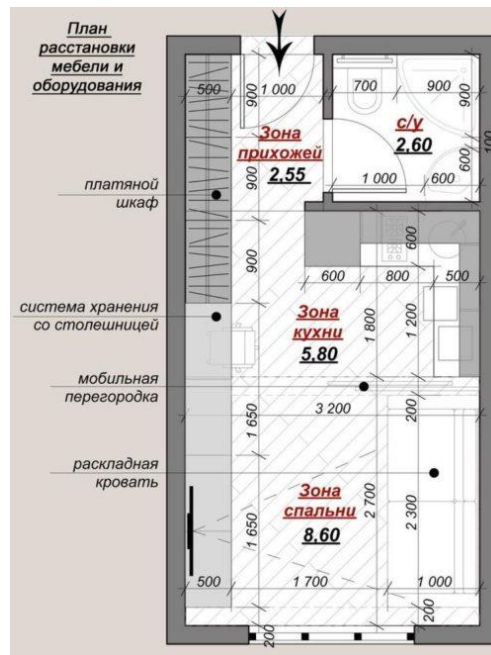 План
расстановки
мебели и
оборудования
500
1 000
900
700
900
900
Зона
прихожей
2,55
с/у
2,60
100
600
1 000
600
платяной
шкаф
900
600
900
600
800
500
система хранения
со столешницей
Зона
кухни
5,80
1 800
1 200
мобильная
перегородка
200
3 200
1 650
раскладная
кровать
Зона
спальни
8,60
2 700
2 300
1 650
500
1 700
1 000
200
200